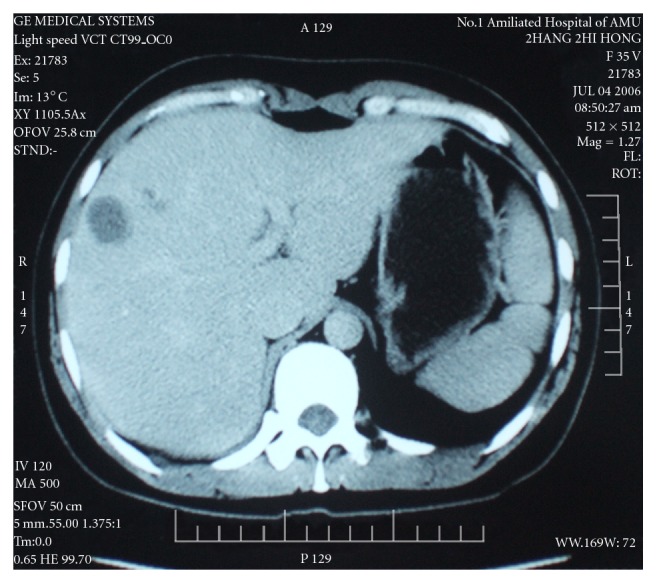 GE MEDICAL SYSTEMS
Light speed VCT CT99_OC0
Ex: 21783
Se: 5
Im: 13° C
XY 1105.5Ax
OFOV 25.8 cm
STND:-
A 129
No.1 Amiliated Hospital of AMU
2HANG 2HI HONG
F 35 V
21783
JUL 04 2006
08:50:27 am
512 × 512
Mag = 1.27
FL:
ROT:
R
1
4
7
L
1
4
7
IV 120
MA 500
SFOV 50 cm
5 mm.55.00 1.375:1
Tm:0.0
0.65 HE 99.70
P 129
WW.169W: 72